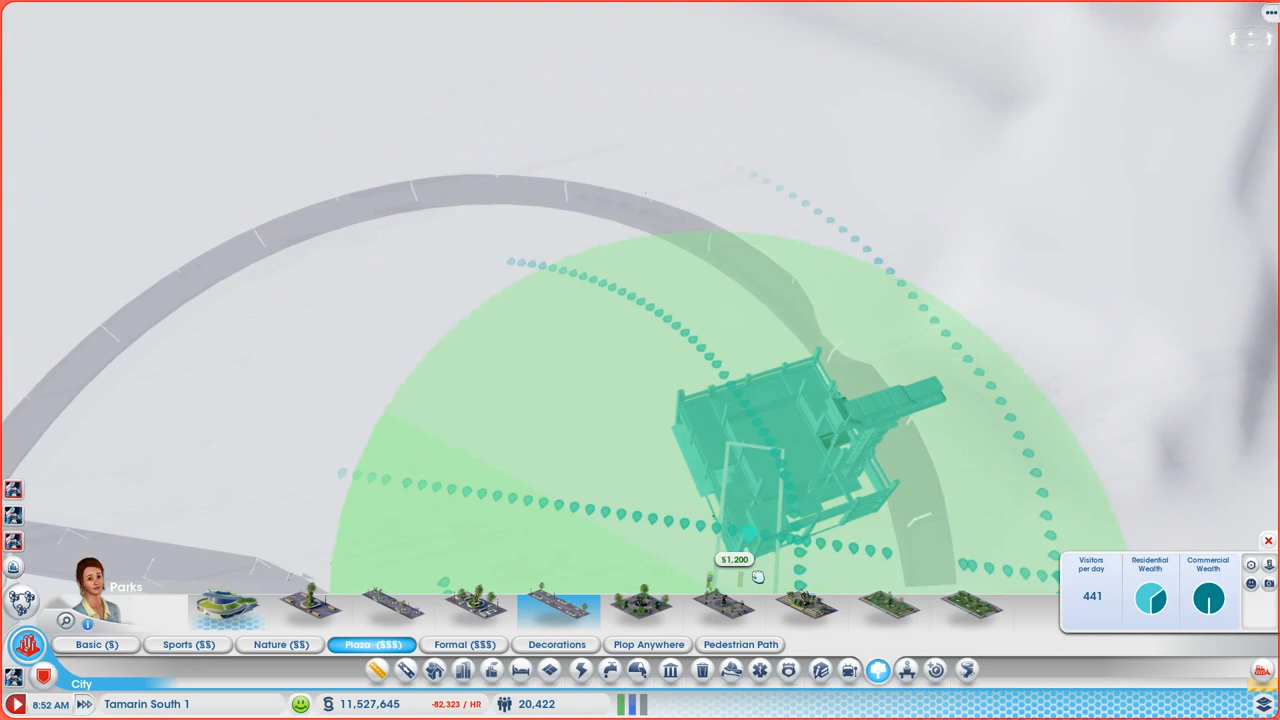 $1,200
Visitors per day
Residential Wealth
Commercial Wealth
441
Parks
Basic ($)
Sports ($$)
Nature ($$)
Plaza ($$$)
Formal ($$$)
Decorations
Plop Anywhere
Pedestrian Path
City
8:52 AM
Tamarin South 1
11,527,645
-82,323 / HR
20,422